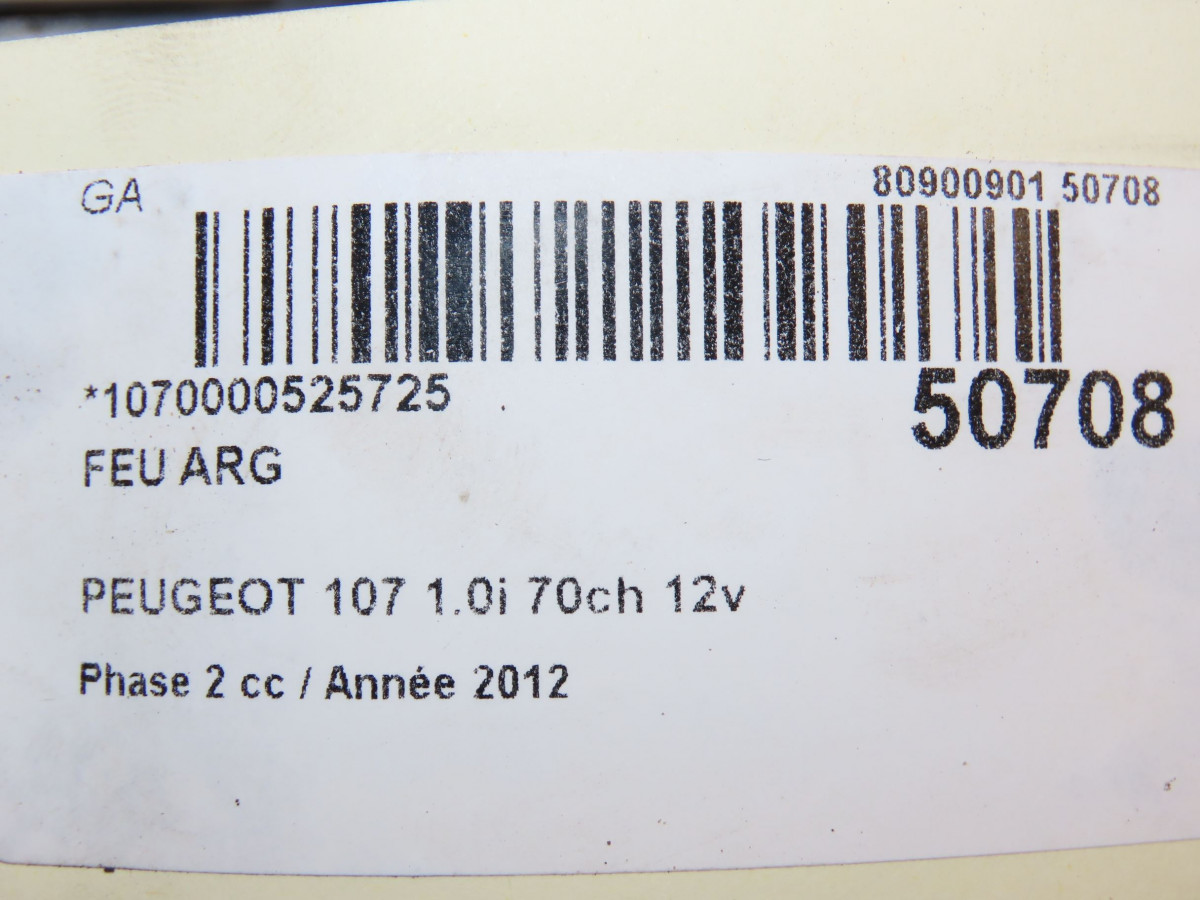 GA
80900901 50708
*1070000525725
50708
FEU ARG
PEUGEOT 107 1.0i 70ch 12v
Phase 2 cc / Année 2012